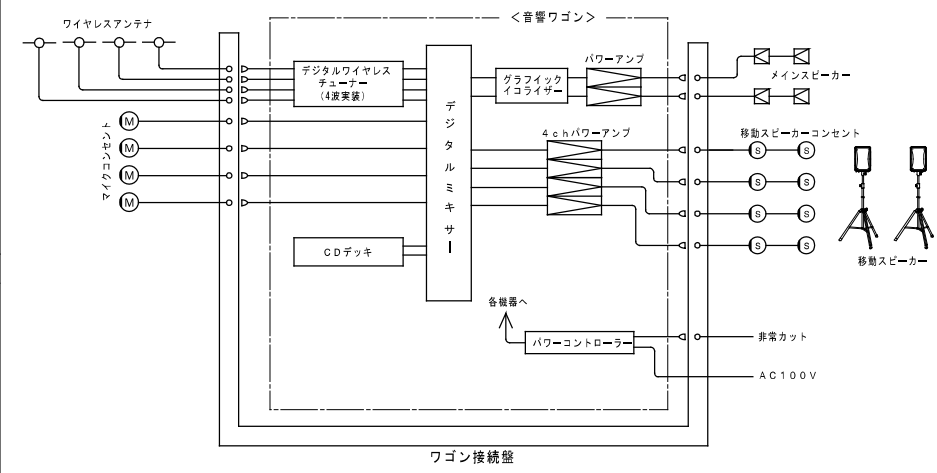 <音響ワゴン>
ワイヤレスアンテナ
デジタルワイヤレス
チューナー
(4波実装)
マイクコンセント
M
M
M
M
CDデッキ
デジタルミキサー
グラフイック
イコライザー
パワーアンプ
4chパワーアンプ
メインスピーカー
移動スピーカーコンセント
S S
S S
S S
S S
移動スピーカー
各機器へ
パワーコントローラー
非常カット
AC100V
ワゴン接続盤